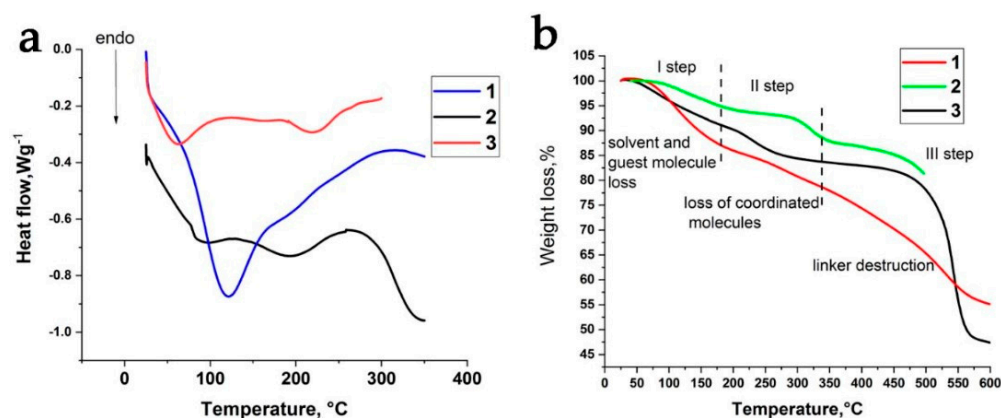 a
endo
0.0
-0.2
-0.4
-0.6
-0.8
-1.0
Heat flow,Wg-1
0
100
200
300
400
Temperature, °C
1
2
3
b
105
100
95
90
85
80
75
70
65
60
55
50
45
Weight loss,%
I step
II step
III step
solvent and
guest molecule
loss
loss of coordinated
molecules
linker destruction
1
2
3
0 50 100 150 200 250 300 350 400 450 500 550 600
Temperature,°C